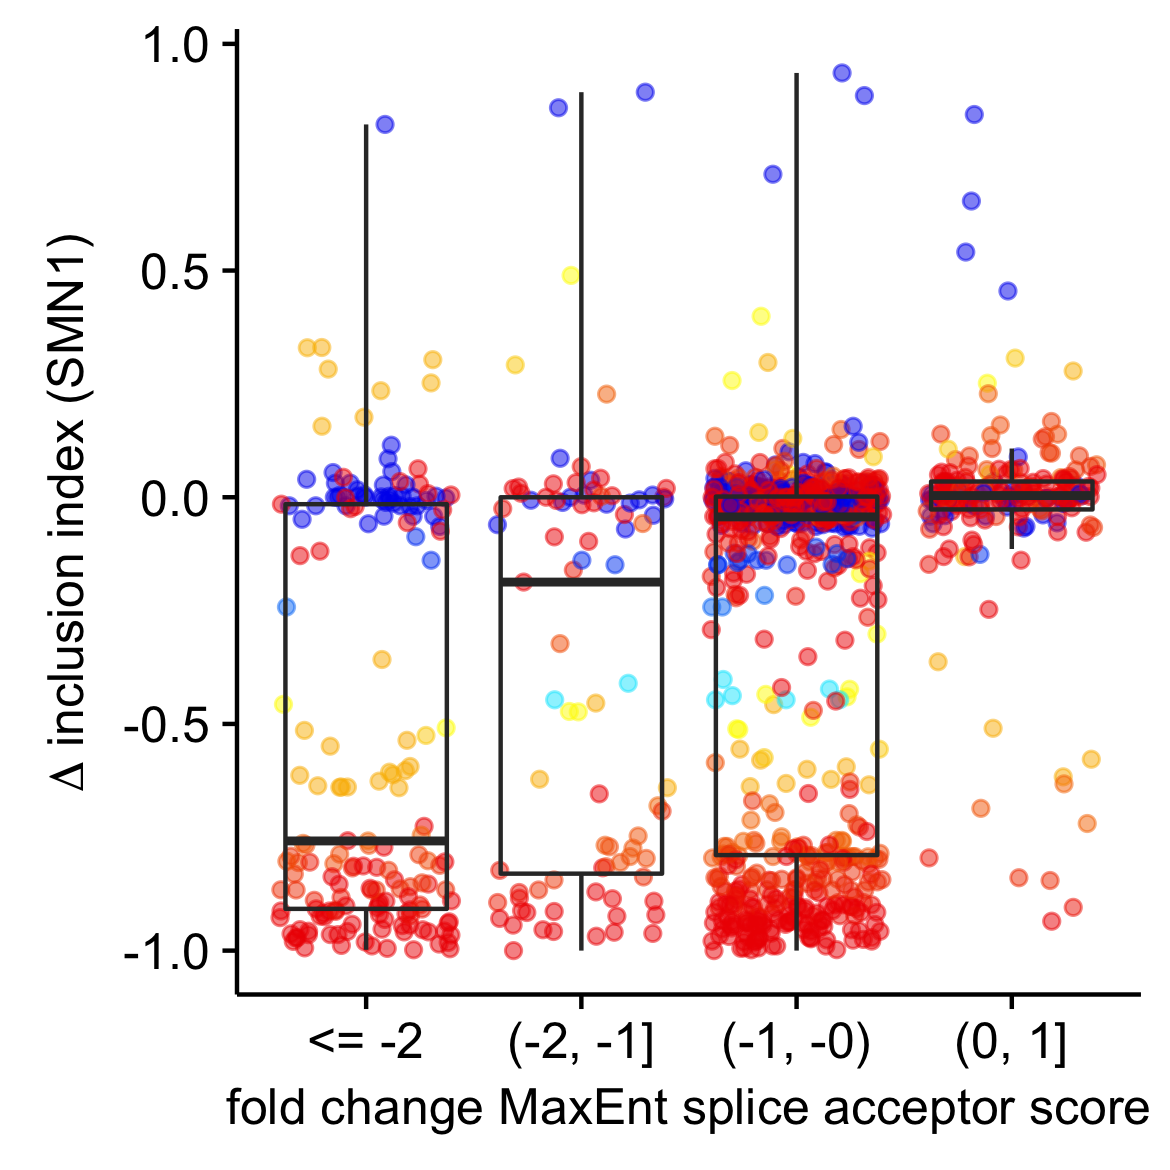 Δ inclusion index (SMN1)
1.0
0.5
0.0
-0.5
-1.0
<= -2 (-2, -1] (-1, -0) (0, 1]
fold change MaxEnt splice acceptor score